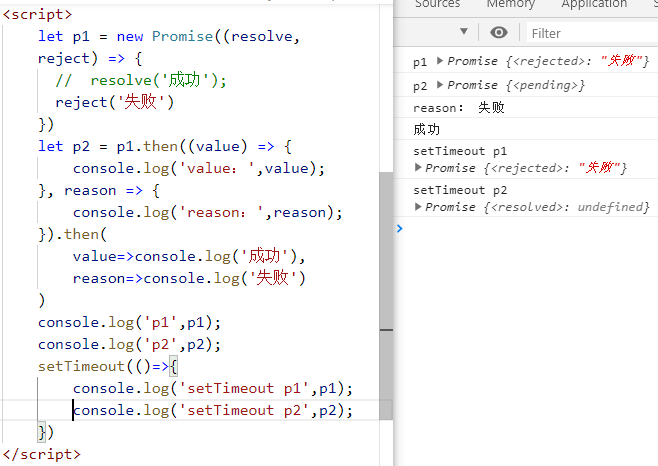 <script>
let p1 = new Promise((resolve,
reject) => {
//  resolve('成功');
reject('失败')
})
let p2 = p1.then((value) => {
console.log('value：',value);
}, reason => {
console.log('reason：',reason);
}).then(
value=>console.log('成功'),
reason=>console.log('失败')
)
console.log('p1',p1);
console.log('p2',p2);
setTimeout(()=>{
console.log('setTimeout p1',p1);
console.log('setTimeout p2',p2);
})
</script>
Sources Memory Application Se
Filter
p1 Promise {<rejected>: "失败"}
p2 Promise {<pending>}
reason： 失败
成功
setTimeout p1
Promise {<rejected>: "失败"}
setTimeout p2
Promise {<resolved>: undefined}